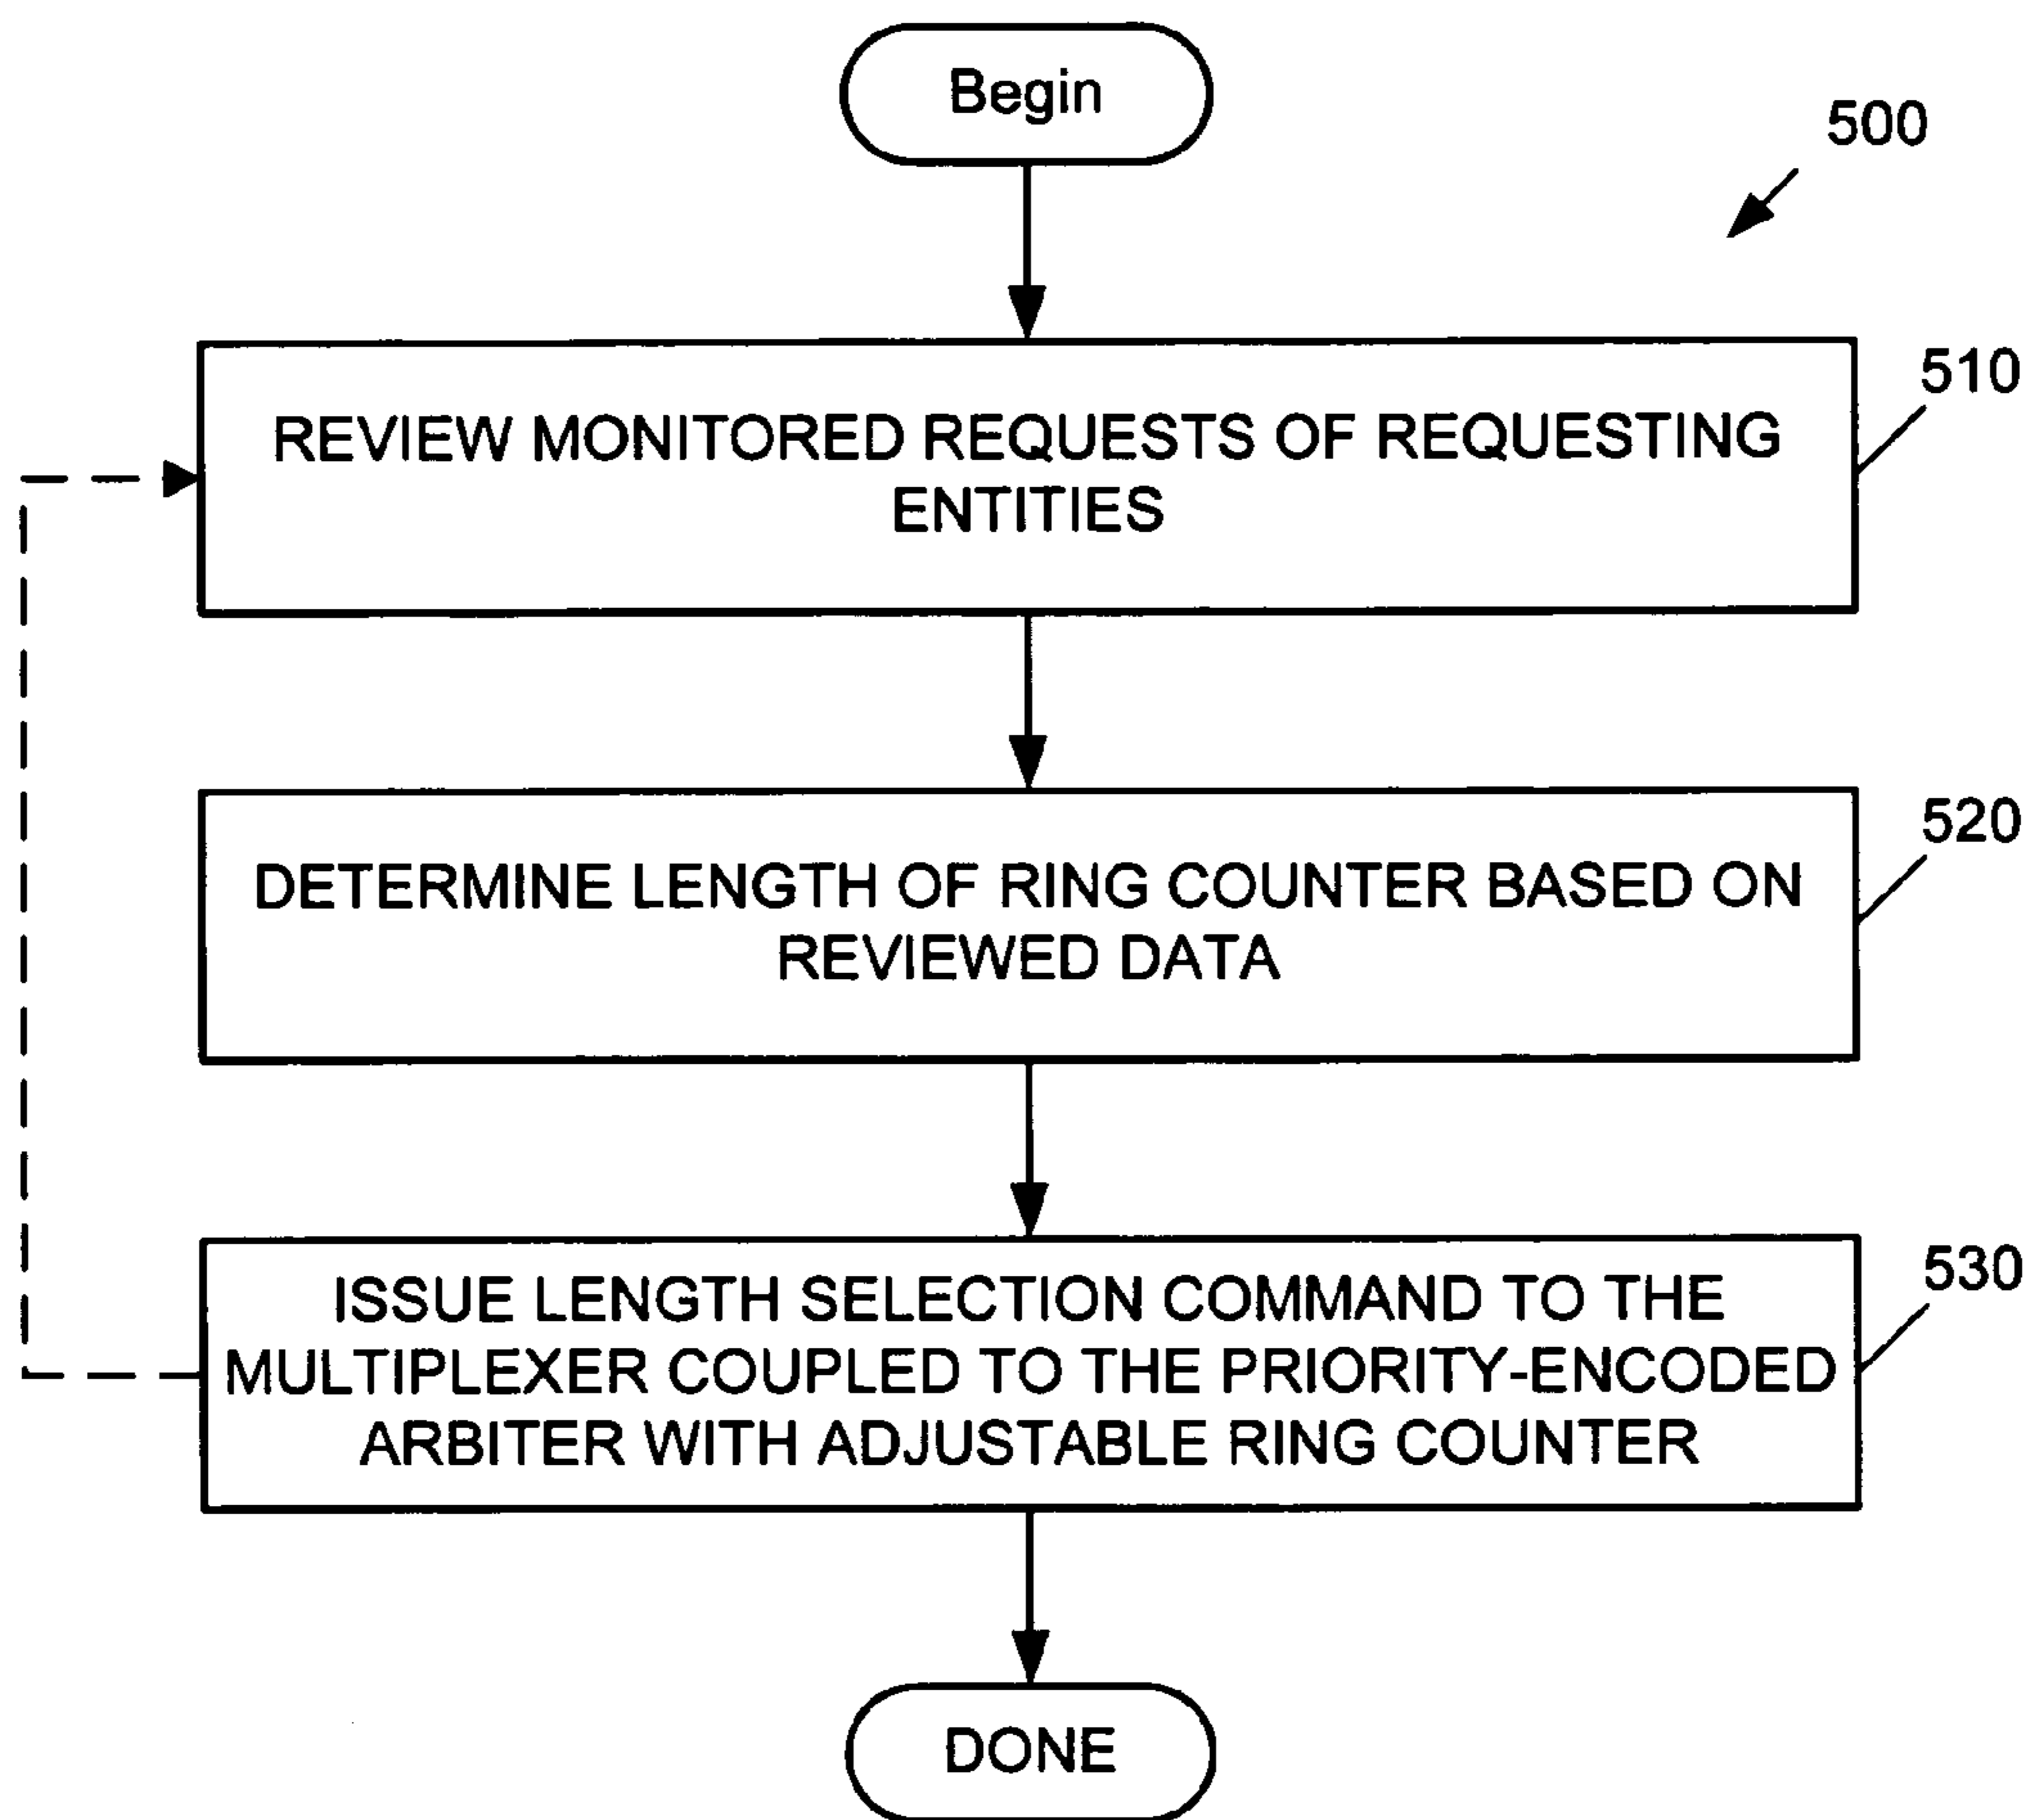 Begin
500
510
REVIEW MONITORED REQUESTS OF REQUESTING
ENTITIES
520
DETERMINE LENGTH OF RING COUNTER BASED ON
REVIEWED DATA
530
ISSUE LENGTH SELECTION COMMAND TO THE
MULTIPLEXER COUPLED TO THE PRIORITY-ENCODED
ARBITER WITH ADJUSTABLE RING COUNTER
DONE